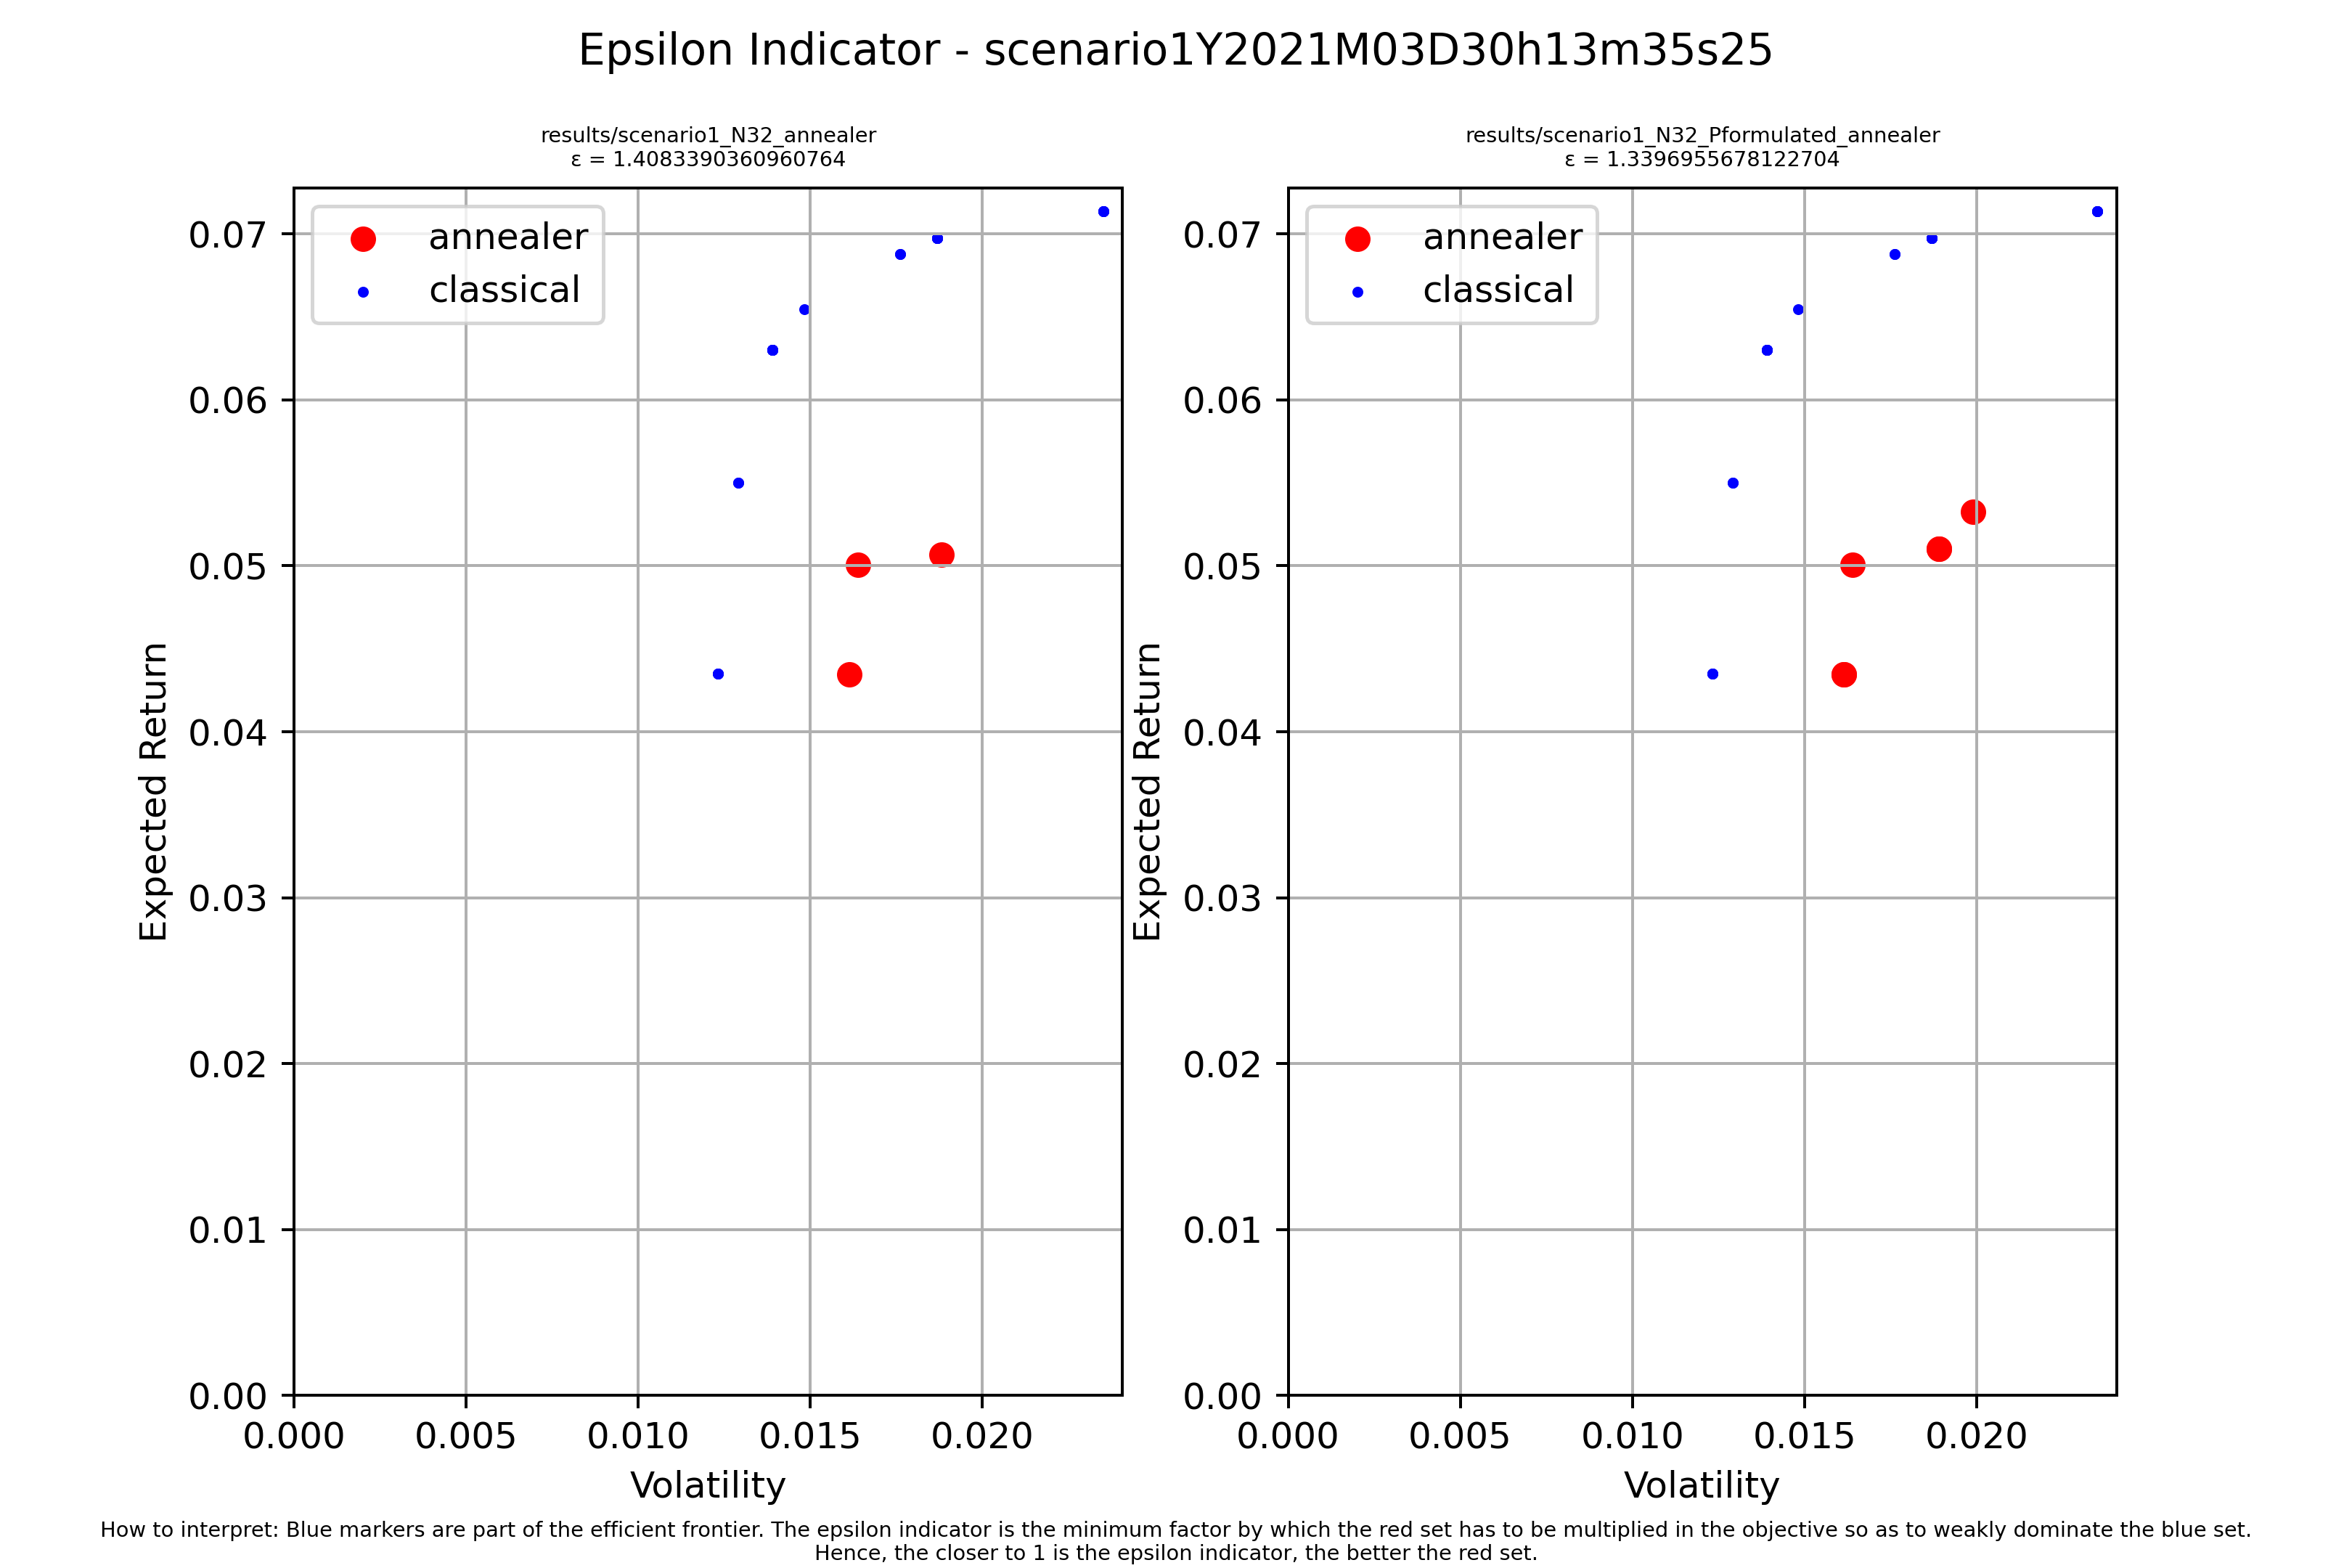 Epsilon Indicator - scenario1Y2021M03D30h13m35s25
results/scenario1_N32_annealer
ε = 1.4083390360960764
annealer
classical
0.07
0.06
0.05
0.04
0.03
0.02
0.01
0.00
Expected Return
0.000 0.005 0.010 0.015 0.020
Volatility
results/scenario1_N32_Pformulated_annealer
ε = 1.3396955678122704
annealer
classical
0.07
0.06
0.05
0.04
0.03
0.02
0.01
0.00
Expected Return
0.000 0.005 0.010 0.015 0.020
Volatility
How to interpret: Blue markers are part of the efficient frontier. The epsilon indicator is the minimum factor by which the red set has to be multiplied in the objective so as to weakly dominate the blue set.
Hence, the closer to 1 is the epsilon indicator, the better the red set.